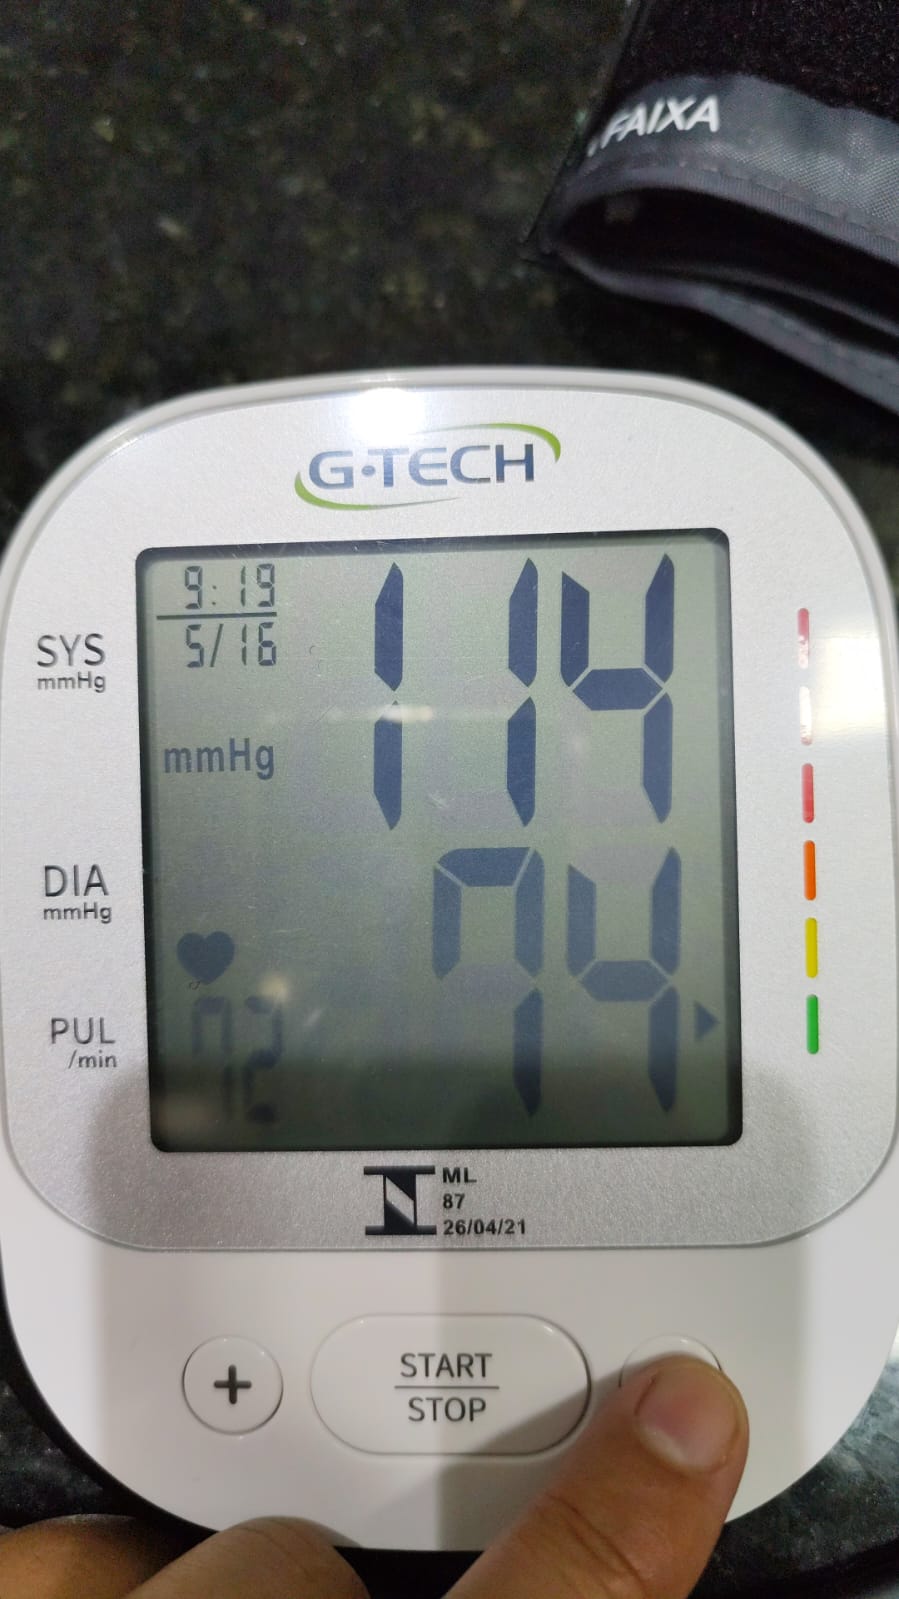 FAIXA
G·TECH
9:19
5/16
114
SYS
mmHg
mmHg
74
DIA
mmHg
72
PUL
/min
ML
87
26/04/21
+
START
STOP